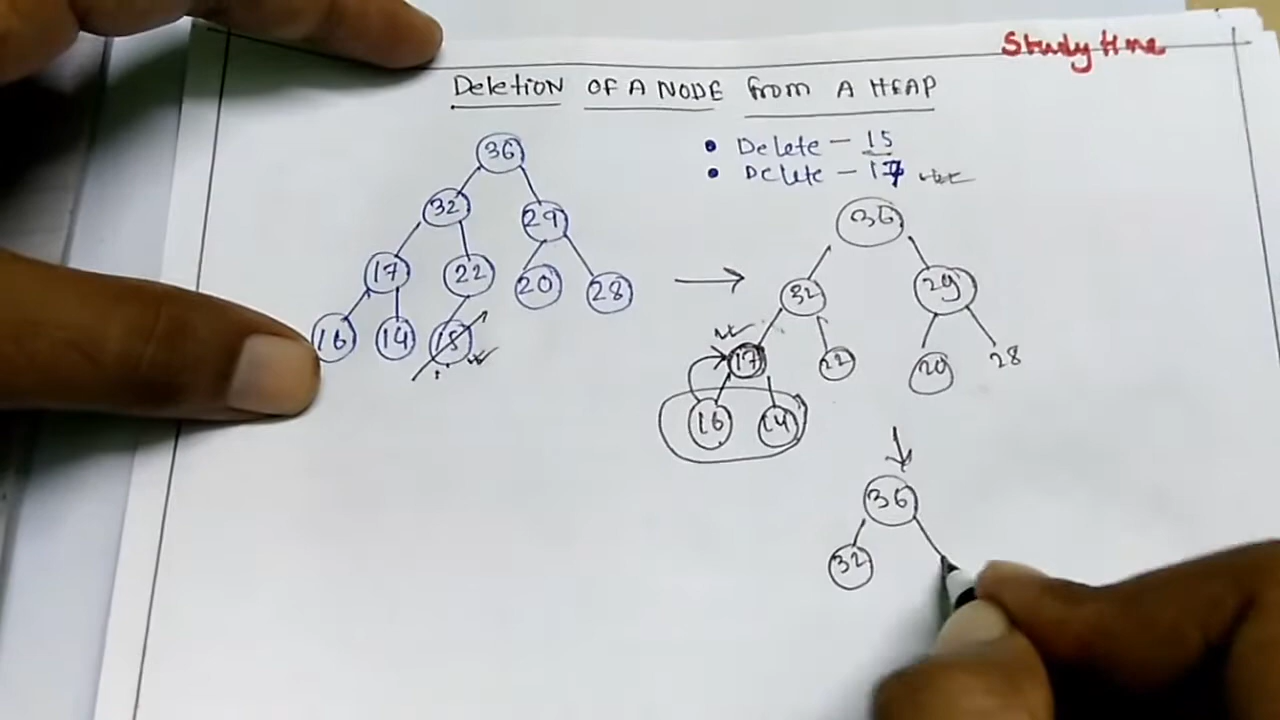 Study time
Deletion OF A NODE from A HEAP
• Delete - 15
• Delete - 17
36
32 29
17 22 20 28
16 14 15
36
32 29
17 22 20 28
16 14
36
32